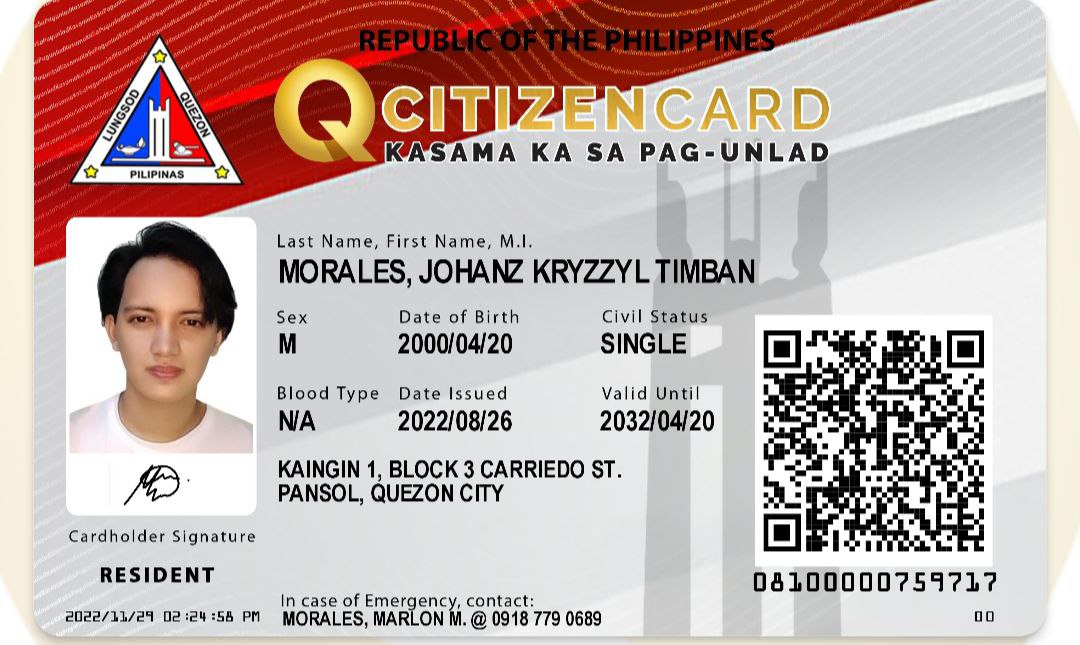 REPUBLIC OF THE PHILIPPINES
QCITIZENCARD
KASAMA KA SA PAG-UNLAD
LUNGSOD QUEZON
PILIPINAS
Last Name, First Name, M.I.
MORALES, JOHANZ KRYZZYL TIMBAN
Sex Date of Birth Civil Status
M 2000/04/20 SINGLE
Blood Type Date Issued Valid Until
N/A 2022/08/26 2032/04/20
KAINGIN 1, BLOCK 3 CARRIEDO ST.
PANSOL, QUEZON CITY
Cardholder Signature
RESIDENT
08100000759717
In case of Emergency, contact:
2022/11/29 02:24:58 PM MORALES, MARLON M. @ 0918 779 0689 00